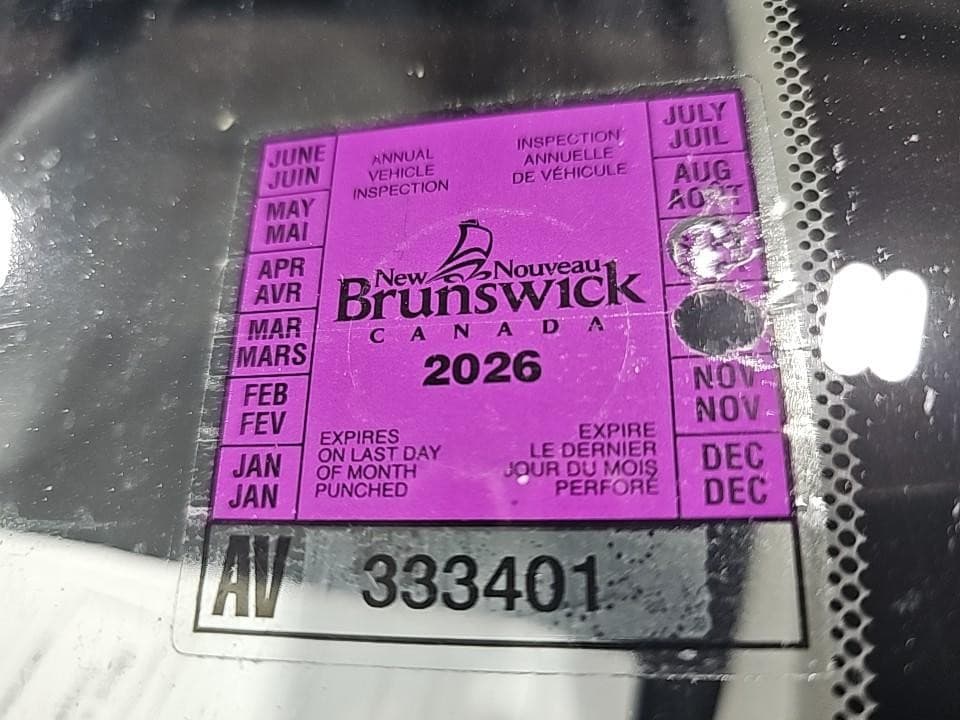 JUNE
JUIN
MAY
MAI
APR
AVR
MAR
MARS
FEB
FEV
JAN
JAN
ANNUAL
VEHICLE
INSPECTION
INSPECTION
ANNUELLE
DE VÉHICULE
New Nouveau
Brunswick
CANADA
2026
EXPIRES
ON LAST DAY
OF MONTH
PUNCHED
EXPIRE
LE DERNIER
JOUR DU MOIS
PERFORÉ
JULY
JUIL
AUG
AOÛT
NOV
NOV
DEC
DEC
AV 333401